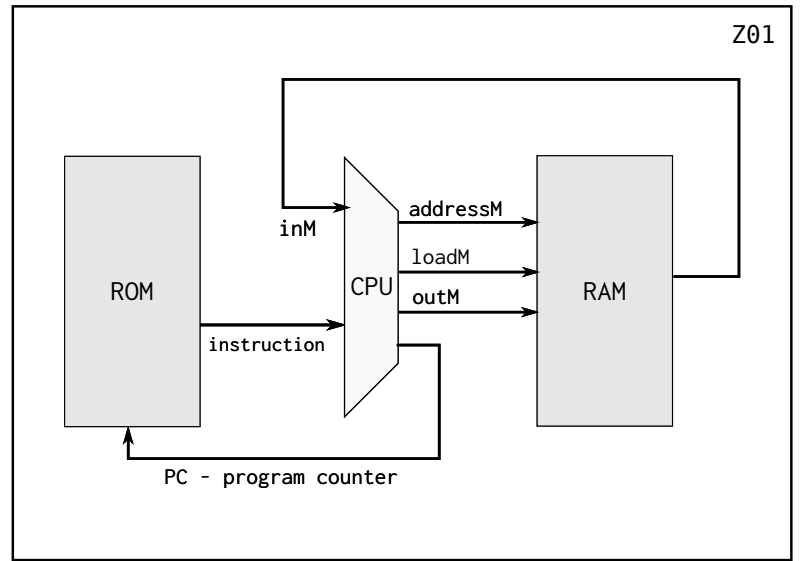 Z01
addressM
inM
loadM
CPU
ROM
RAM
outM
instruction
PC - program counter